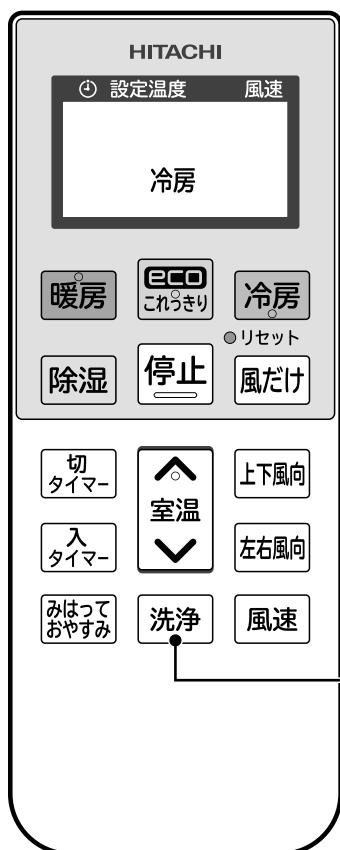 HITACHI
設定温度 風速
冷房
暖房
eco
これっきり
冷房
リセット
除湿
停止
風だけ
切
タイマー
室温
上下風向
入
タイマー
左右風向
みはって
おやすみ
洗浄
風速